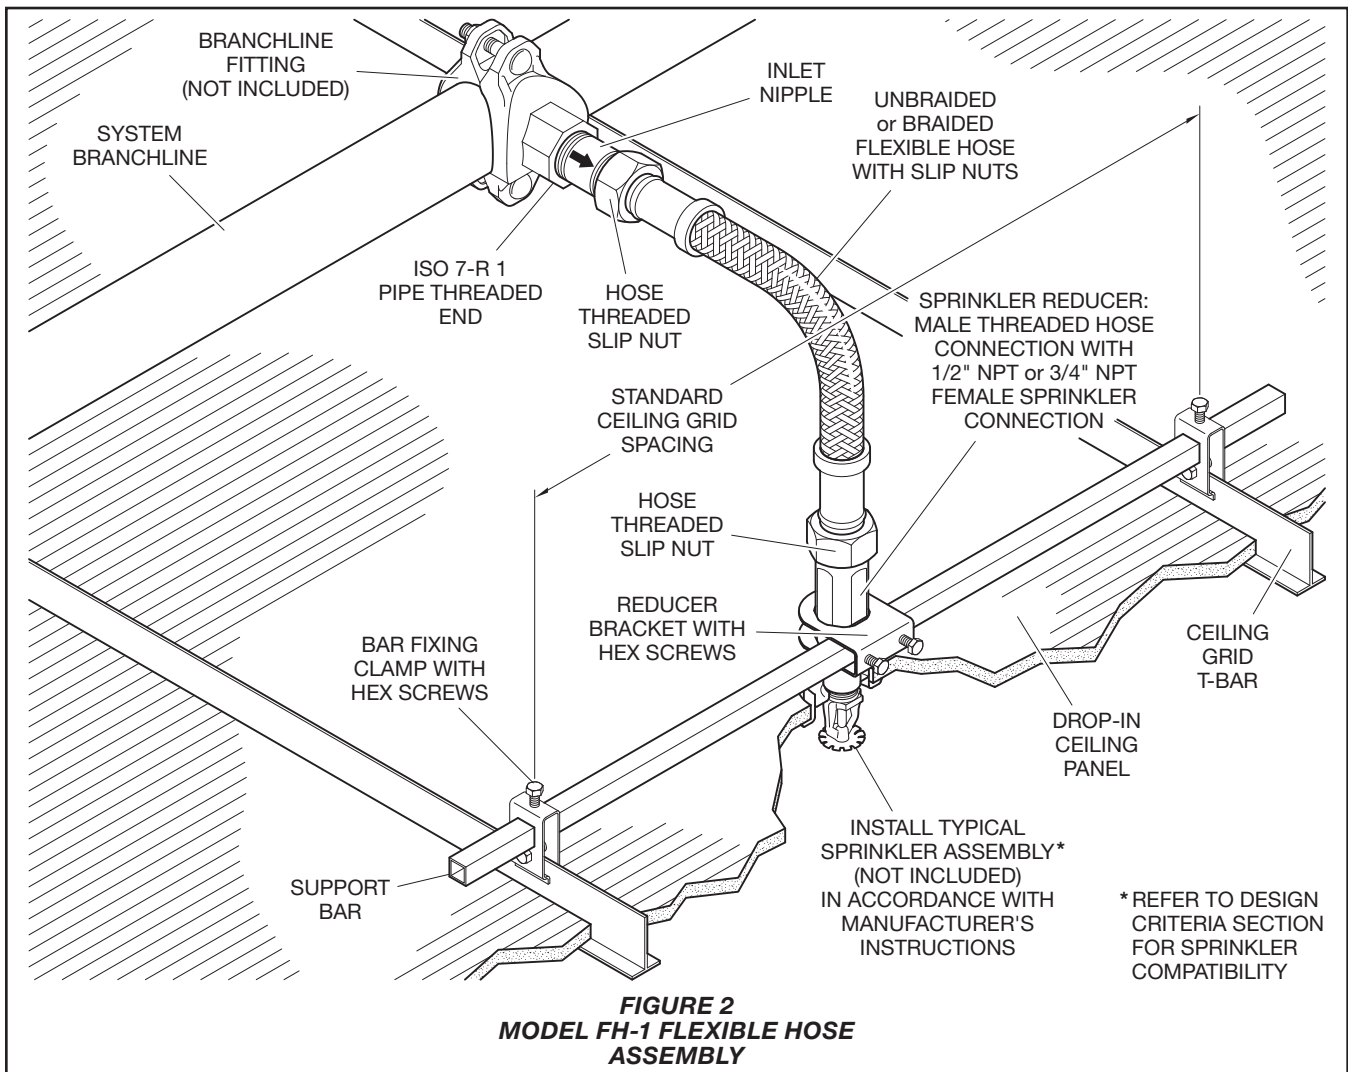 BRANCHLINE
FITTING
(NOT INCLUDED)
SYSTEM
BRANCHLINE
INLET
NIPPLE
UNBRAIDED
or BRAIDED
FLEXIBLE HOSE
WITH SLIP NUTS
ISO 7-R 1
PIPE THREADED
END
HOSE
THREADED
SLIP NUT
SPRINKLER REDUCER:
MALE THREADED HOSE
CONNECTION WITH
1/2" NPT or 3/4" NPT
FEMALE SPRINKLER
CONNECTION
STANDARD
CEILING GRID
SPACING
HOSE
THREADED
SLIP NUT
REDUCER
BRACKET WITH
HEX SCREWS
BAR FIXING
CLAMP WITH
HEX SCREWS
CEILING
GRID
T-BAR
DROP-IN
CEILING
PANEL
SUPPORT
BAR
INSTALL TYPICAL
SPRINKLER ASSEMBLY*
(NOT INCLUDED)
IN ACCORDANCE WITH
MANUFACTURER'S
INSTRUCTIONS
* REFER TO DESIGN
CRITERIA SECTION
FOR SPRINKLER
COMPATIBILITY
FIGURE 2
MODEL FH-1 FLEXIBLE HOSE
ASSEMBLY